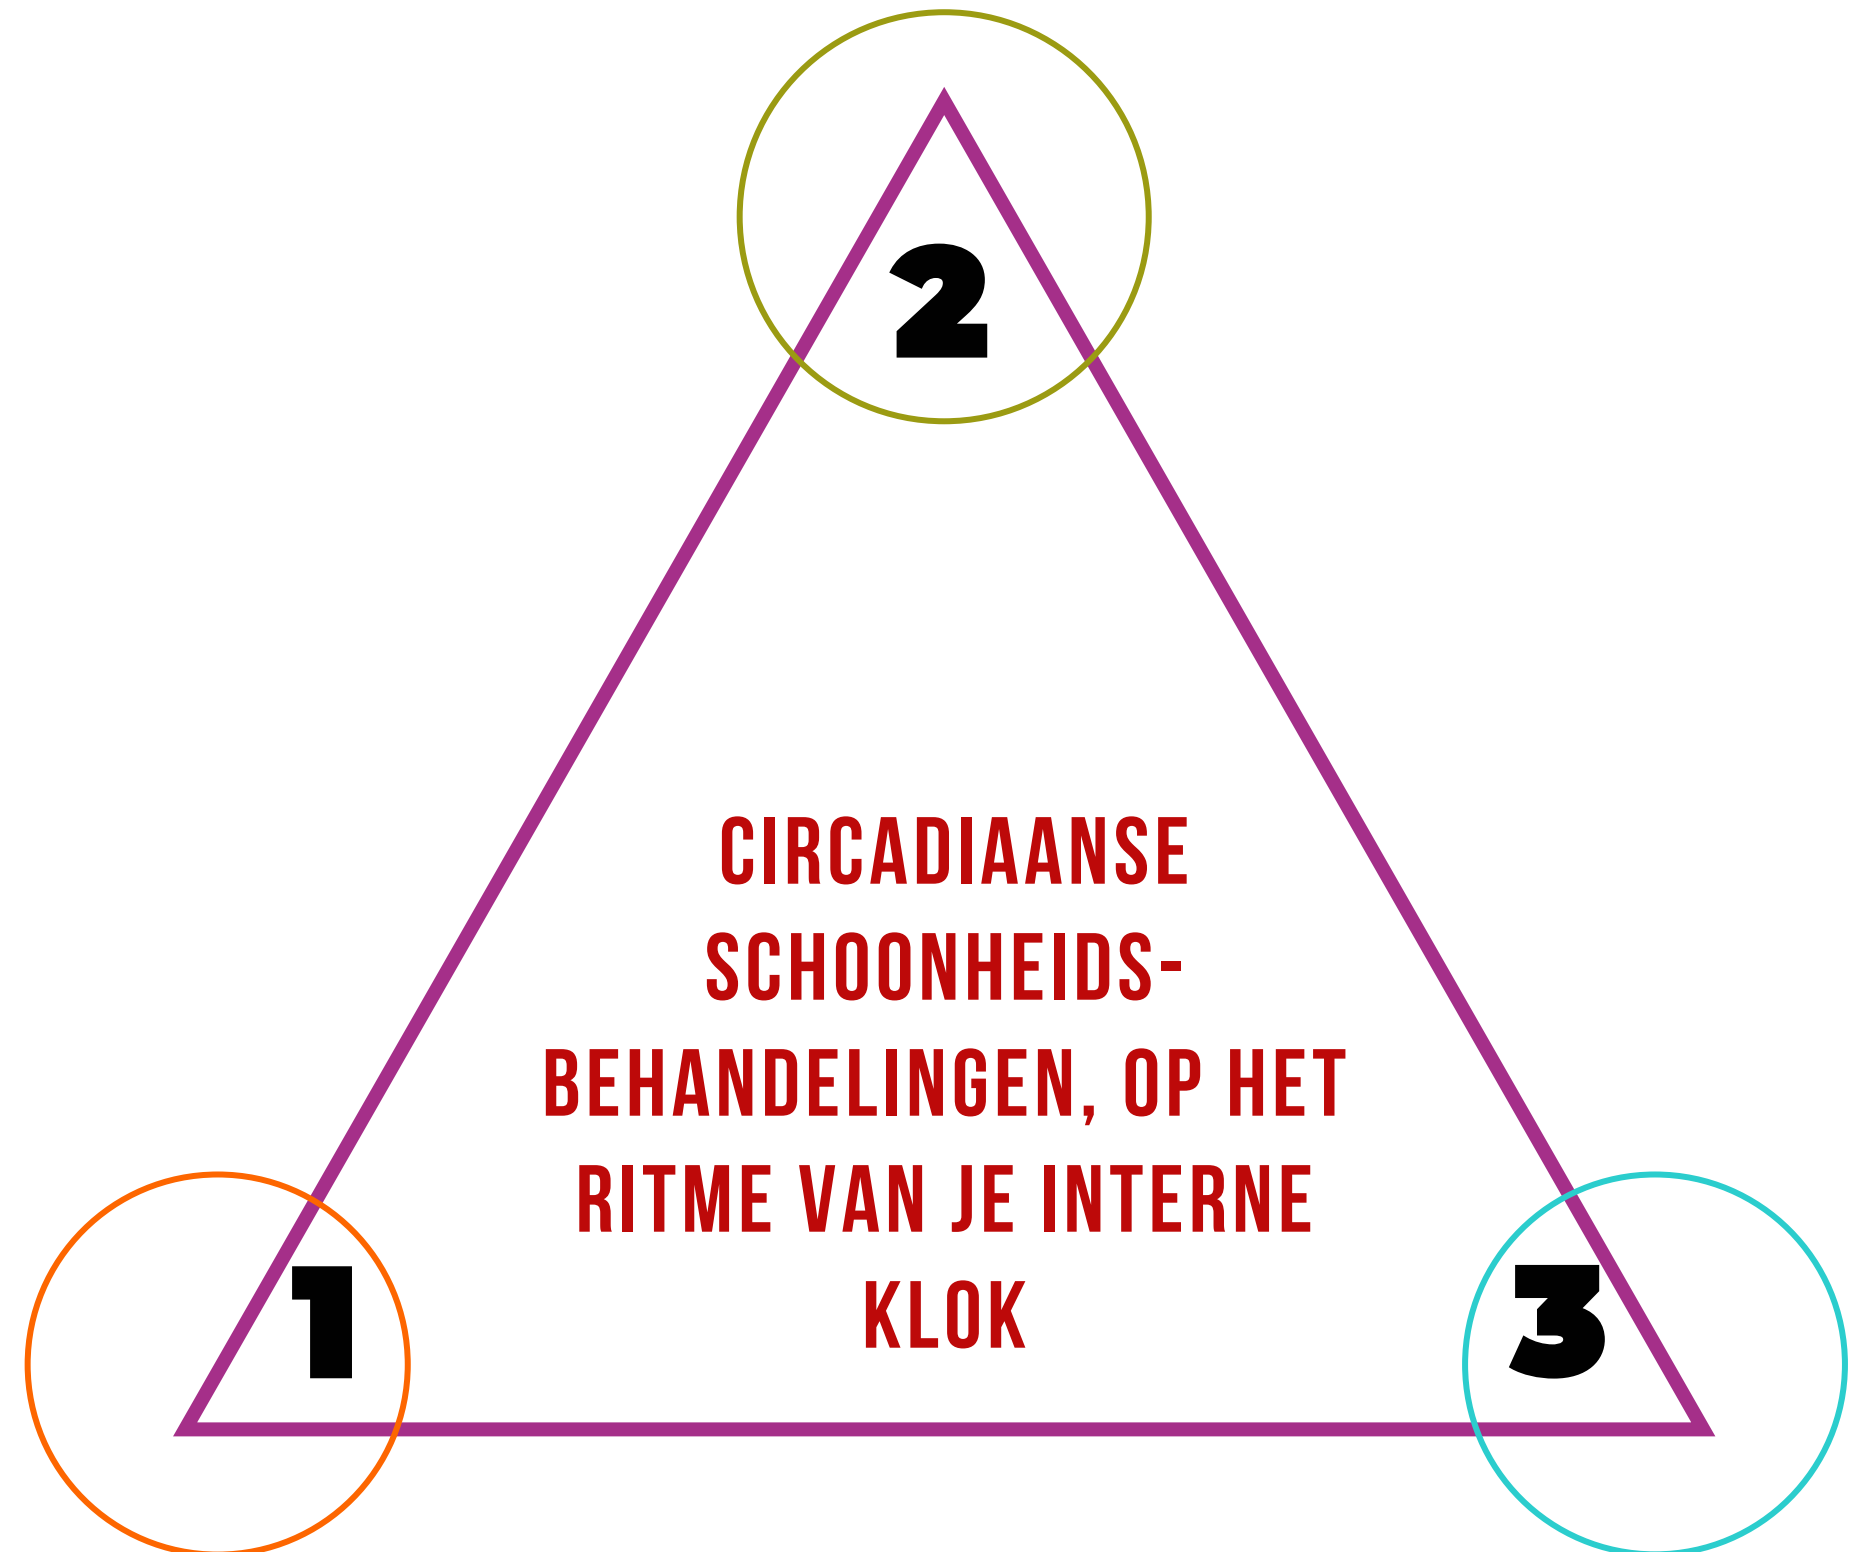 2
CIRCADIAANSE
SCHOONHEIDS-
BEHANDELINGEN, OP HET
RITME VAN JE INTERNE
KLOK
1
3